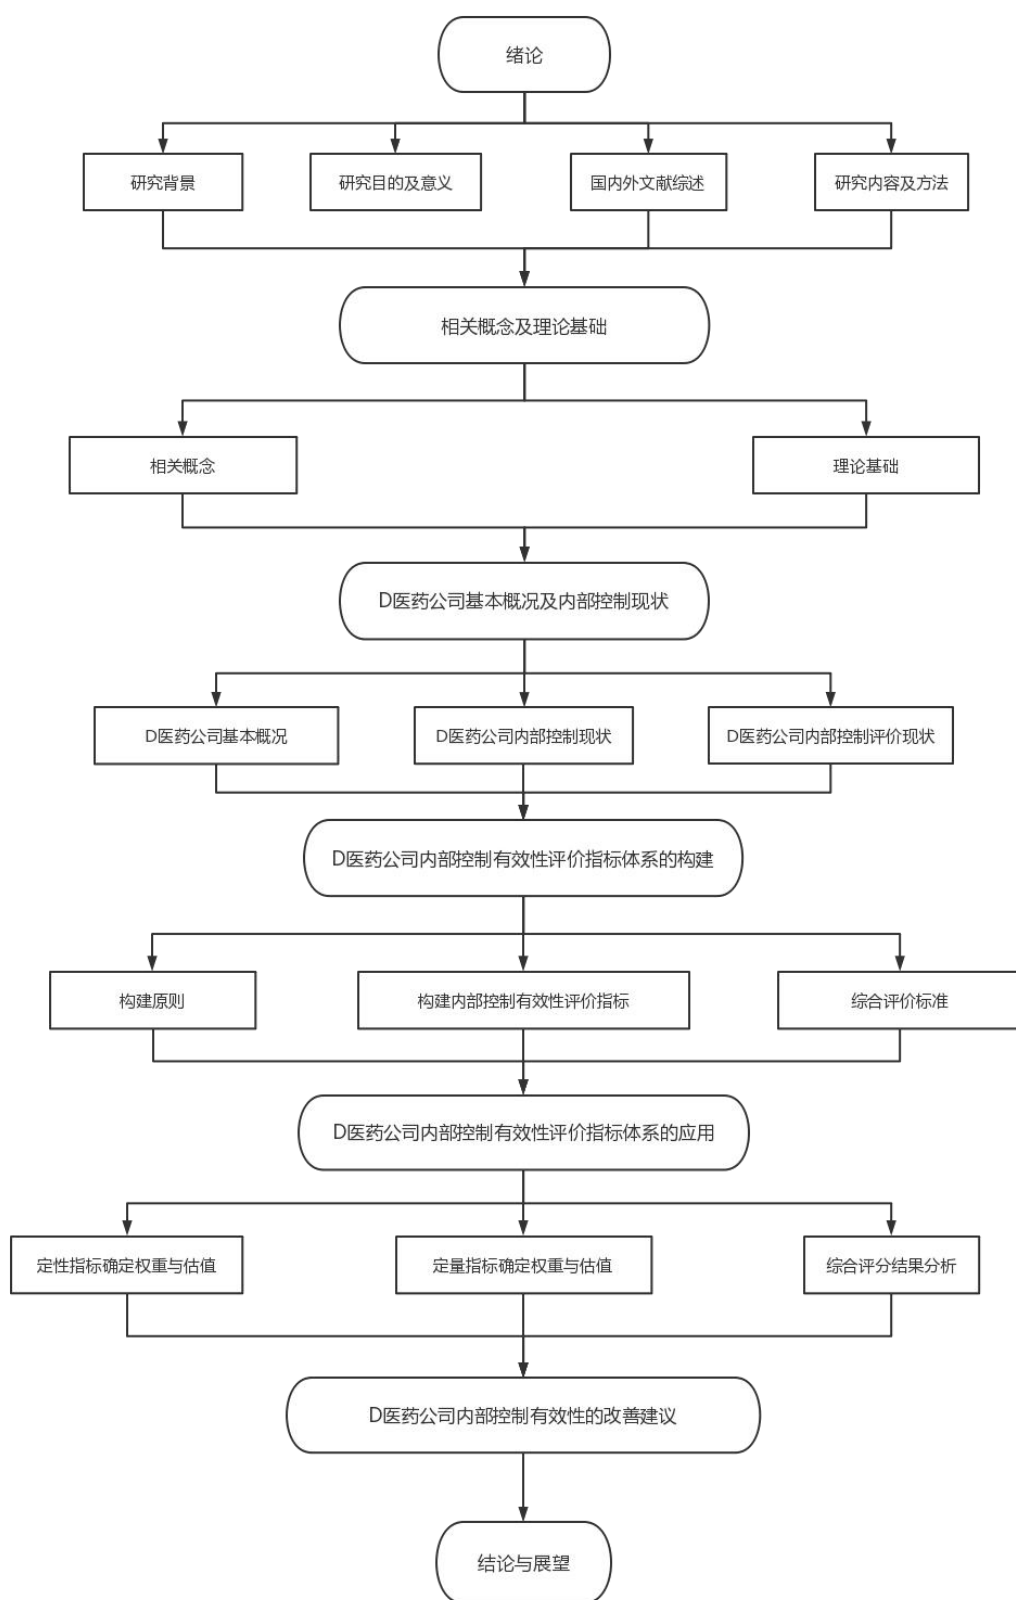 绪论
研究背景
研究目的及意义
国内外文献综述
研究内容及方法
相关概念及理论基础
相关概念
理论基础
D医药公司基本概况及内部控制现状
D医药公司基本概况
D医药公司内部控制现状
D医药公司内部控制评价现状
D医药公司内部控制有效性评价指标体系的构建
构建原则
构建内部控制有效性评价指标
综合评价标准
D医药公司内部控制有效性评价指标体系的应用
定性指标确定权重与估值
定量指标确定权重与估值
综合评分结果分析
D医药公司内部控制有效性的改善建议
结论与展望